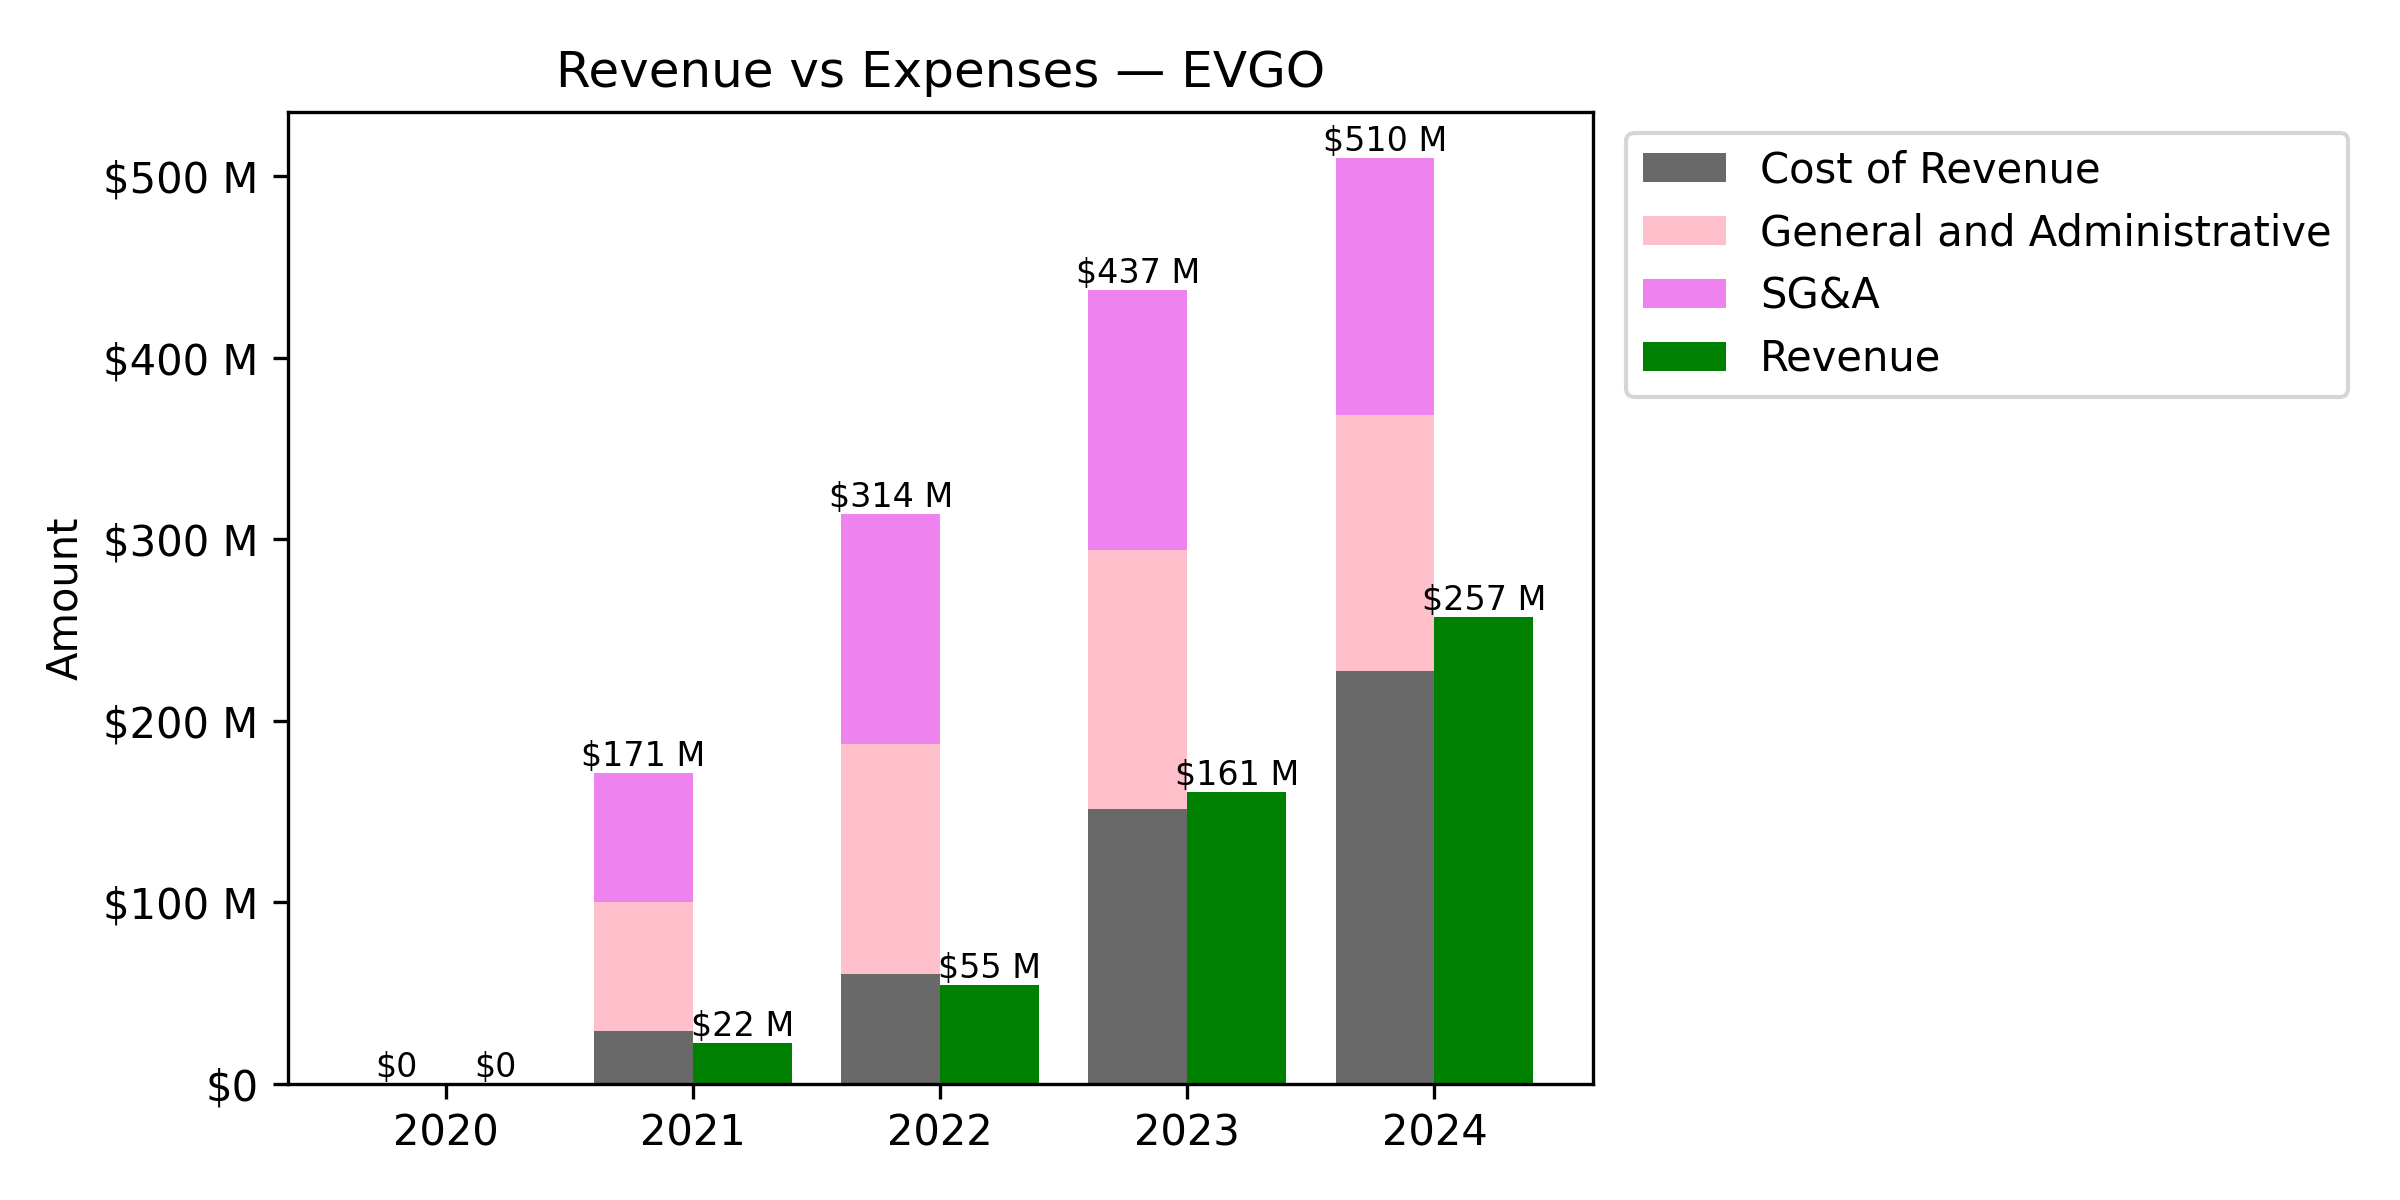 Revenue vs Expenses — EVGO
Amount
$500 M
$400 M
$300 M
$200 M
$100 M
$0
$0
$0
$171 M
$22 M
$314 M
$55 M
$437 M
$161 M
$510 M
$257 M
2020
2021
2022
2023
2024
Cost of Revenue
General and Administrative
SG&A
Revenue